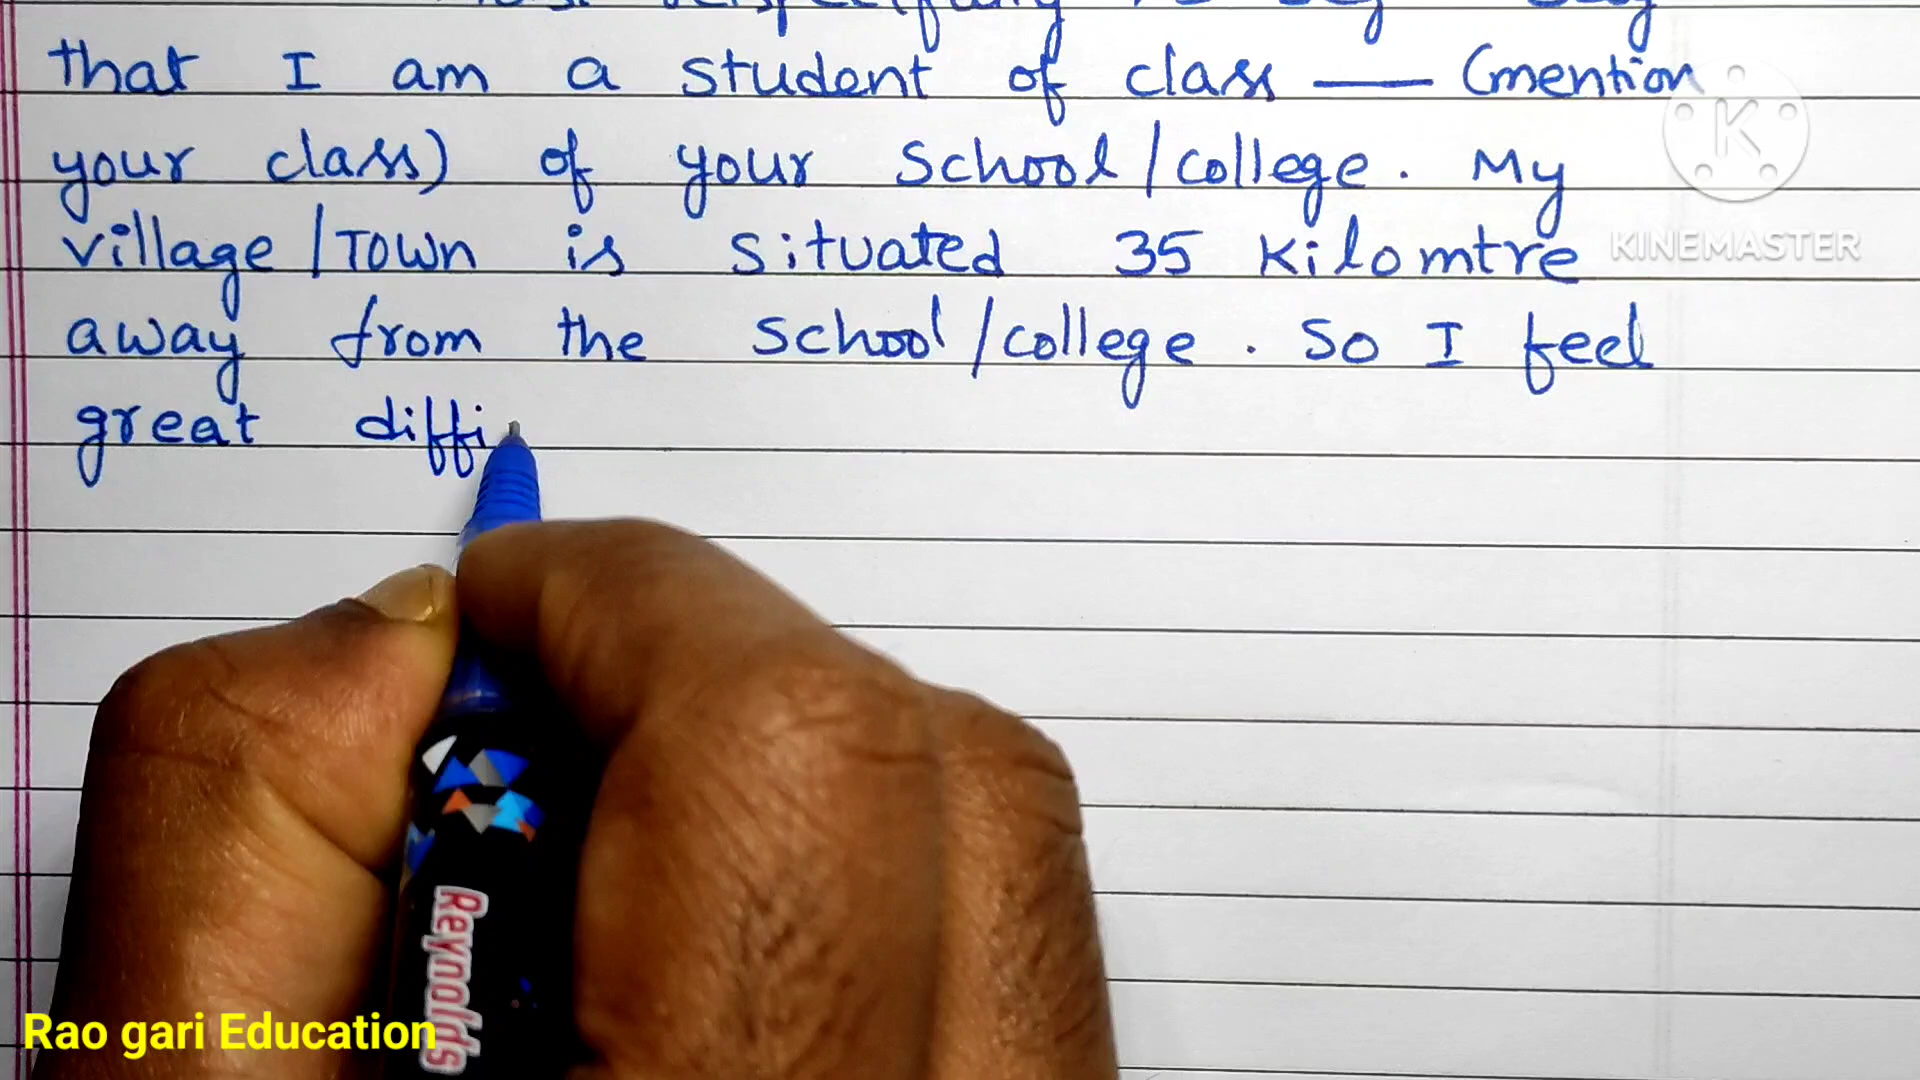 respectfully
that I am a student of class — (mention
your class) of your School/college. My
village/Town is situated 35 Kilomtre
away from the School/college. So I feel
great diffi
K
KINEMASTER
Reynolds
Rao gari Education